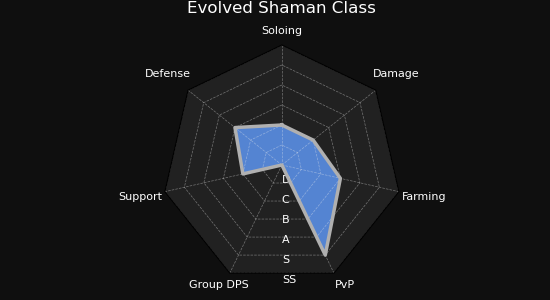 Evolved Shaman Class
Soloing
Defense
Damage
Support
Farming
D
C
B
A
S
SS
Group DPS
PvP